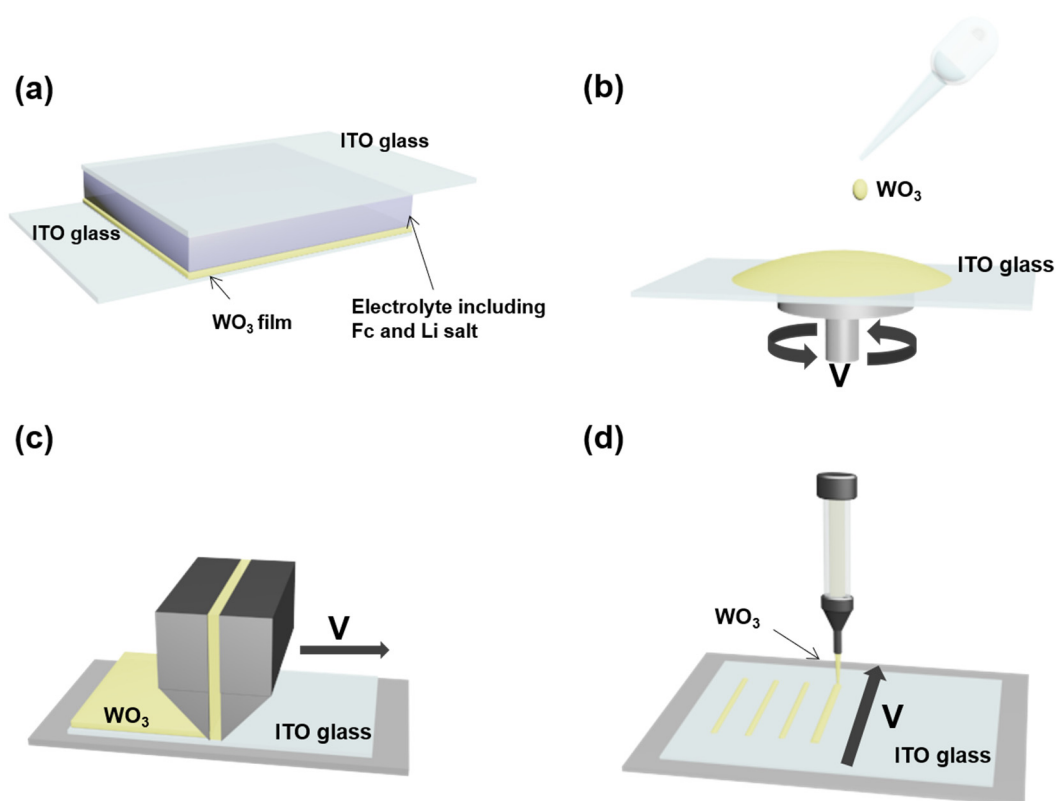 (a)
ITO glass
ITO glass
WO₃ film
Electrolyte including
Fc and Li salt
(b)
WO₃
ITO glass
V
(c)
V
WO₃
ITO glass
(d)
WO₃
V
ITO glass